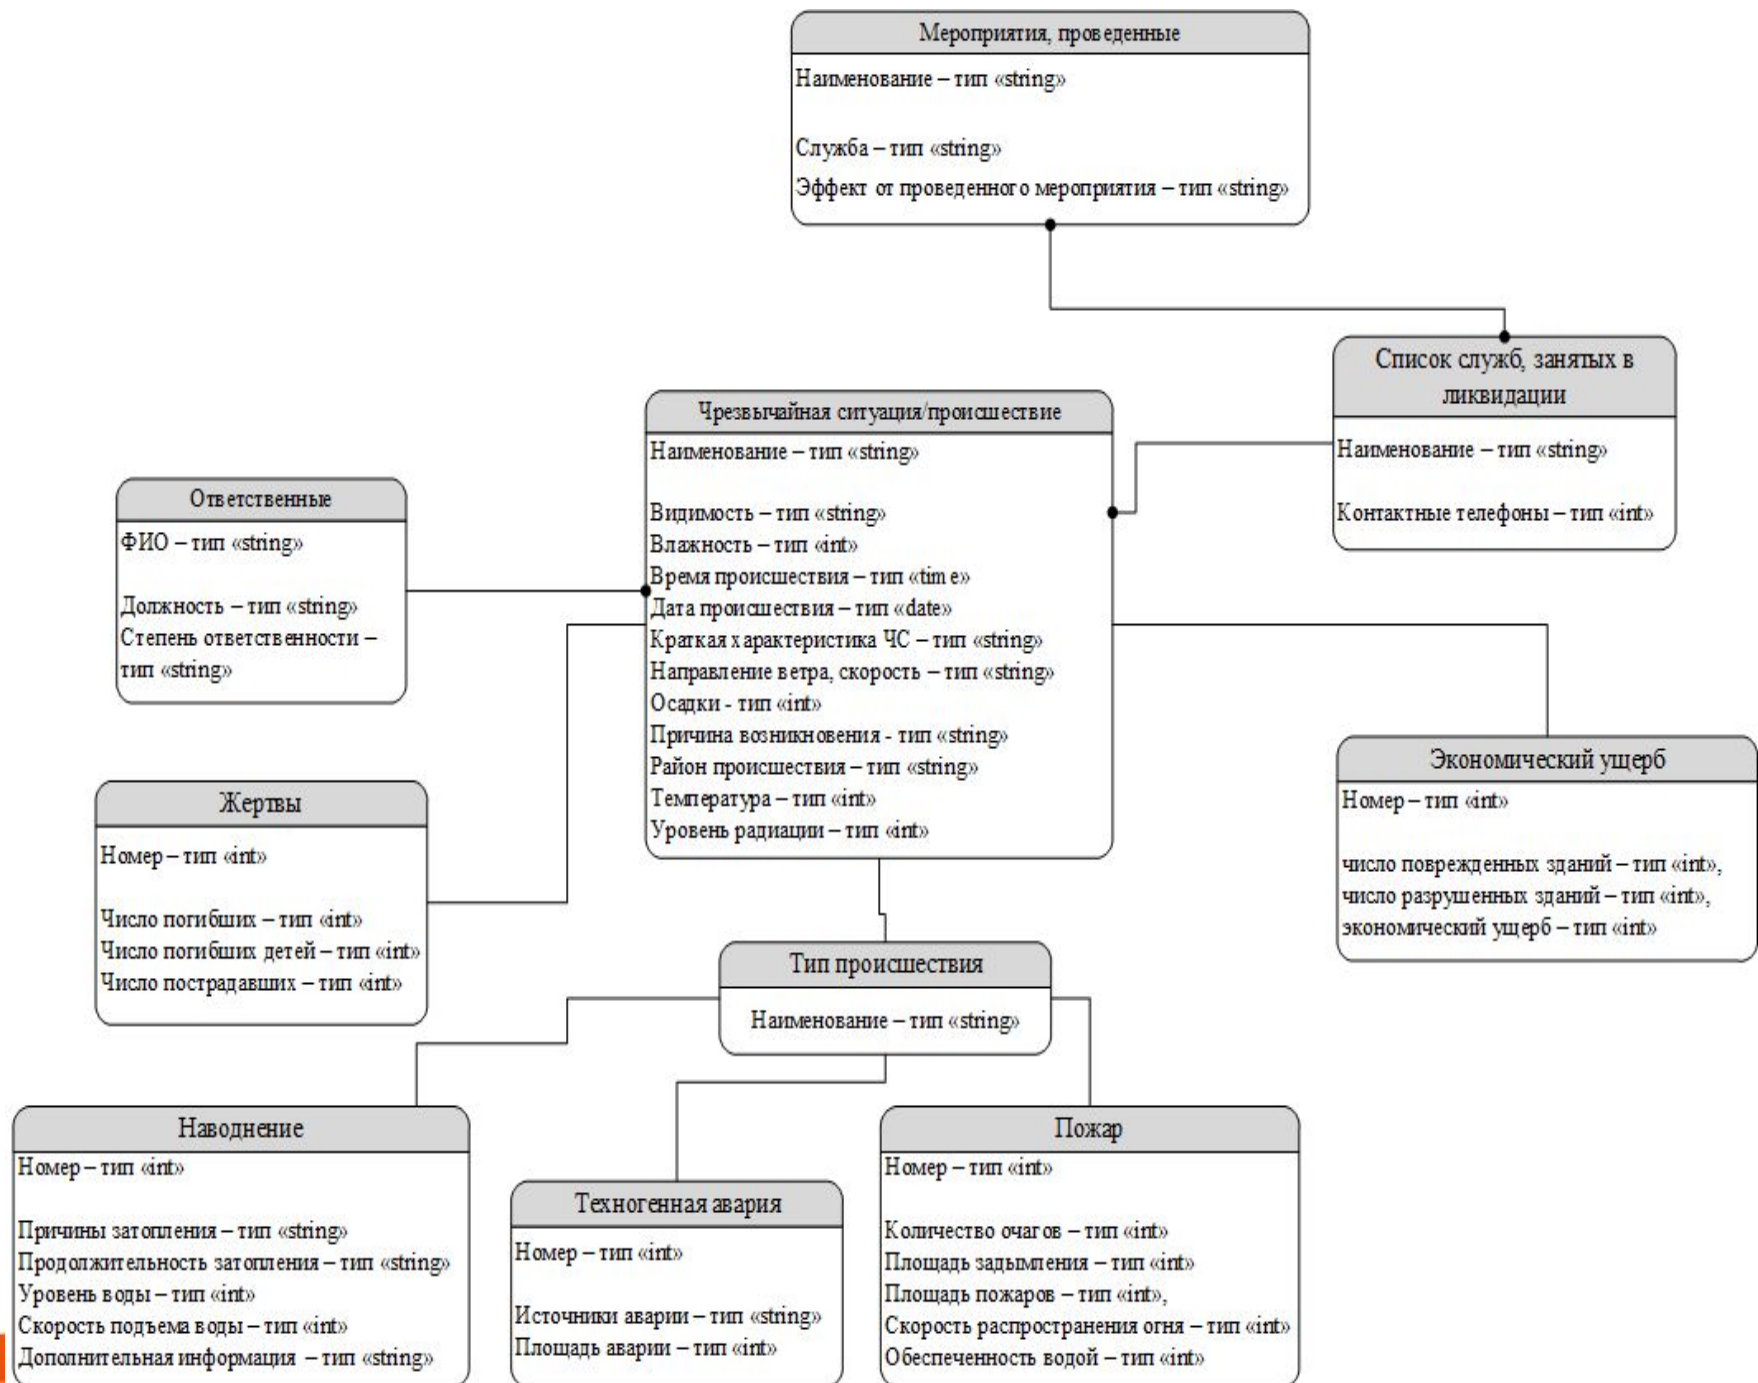 Мероприятия, проведенные
Наименование – тип «string»
Служба – тип «string»
Эффект от проведенного мероприятия – тип «string»
Список служб, занятых в
ликвидации
Наименование – тип «string»
Контактные телефоны – тип «int»
Чрезвычайная ситуация/происшествие
Наименование – тип «string»
Видимость – тип «string»
Влажность – тип «int»
Время происшествия – тип «time»
Дата происшествия – тип «date»
Краткая характеристика ЧС – тип «string»
Направление ветра, скорость – тип «string»
Осадки - тип «int»
Причина возникновения - тип «string»
Район происшествия – тип «string»
Температура – тип «int»
Уровень радиации – тип «int»
Ответственные
ФИО – тип «string»
Должность – тип «string»
Степень ответственности –
тип «string»
Жертвы
Номер – тип «int»
Число погибших – тип «int»
Число погибших детей – тип «int»
Число пострадавших – тип «int»
Экономический ущерб
Номер – тип «int»
число поврежденных зданий – тип «int»,
число разрушенных зданий – тип «int»,
экономический ущерб – тип «int»
Тип происшествия
Наименование – тип «string»
Наводнение
Номер – тип «int»
Причины затопления – тип «string»
Продолжительность затопления – тип «string»
Уровень воды – тип «int»
Скорость подъема воды – тип «int»
Дополнительная информация – тип «string»
Техногенная авария
Номер – тип «int»
Источники аварии – тип «string»
Площадь аварии – тип «int»
Пожар
Номер – тип «int»
Количество очагов – тип «int»
Площадь задымления – тип «int»
Площадь пожаров – тип «int»,
Скорость распространения огня – тип «int»
Обеспеченность водой – тип «int»